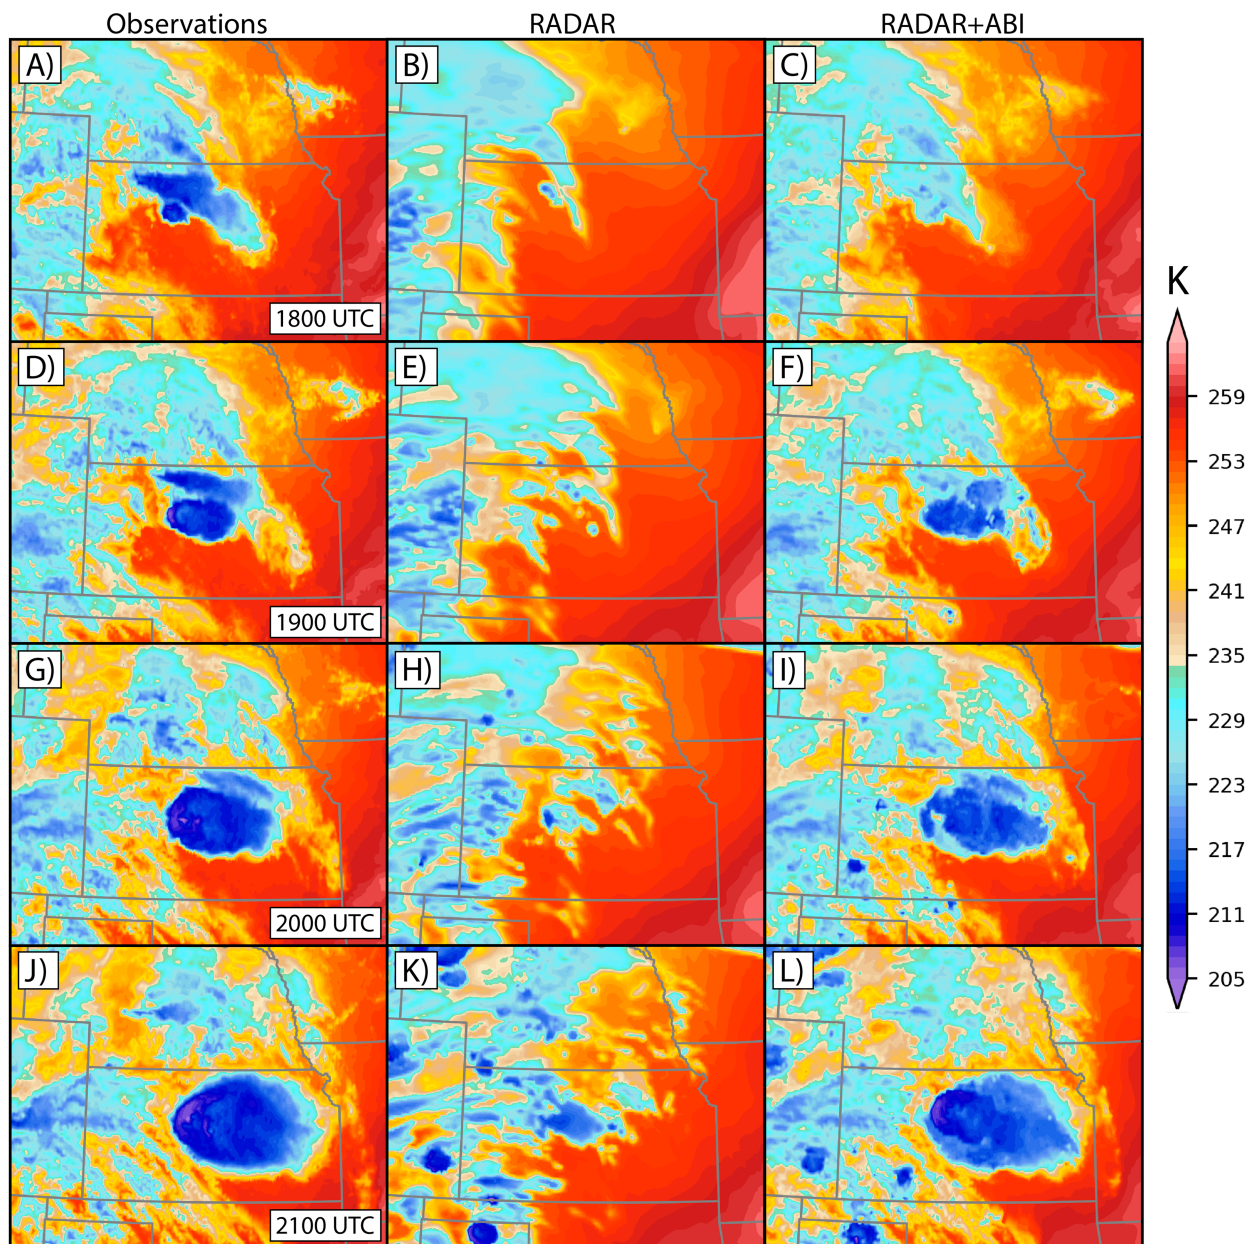 Observations RADAR RADAR+ABI
A) B) C)
1800 UTC
K
D) E) F)
259
253
247
241
1900 UTC
235
G) H) I)
229
223
217
211
2000 UTC
J) K) L)
205
2100 UTC